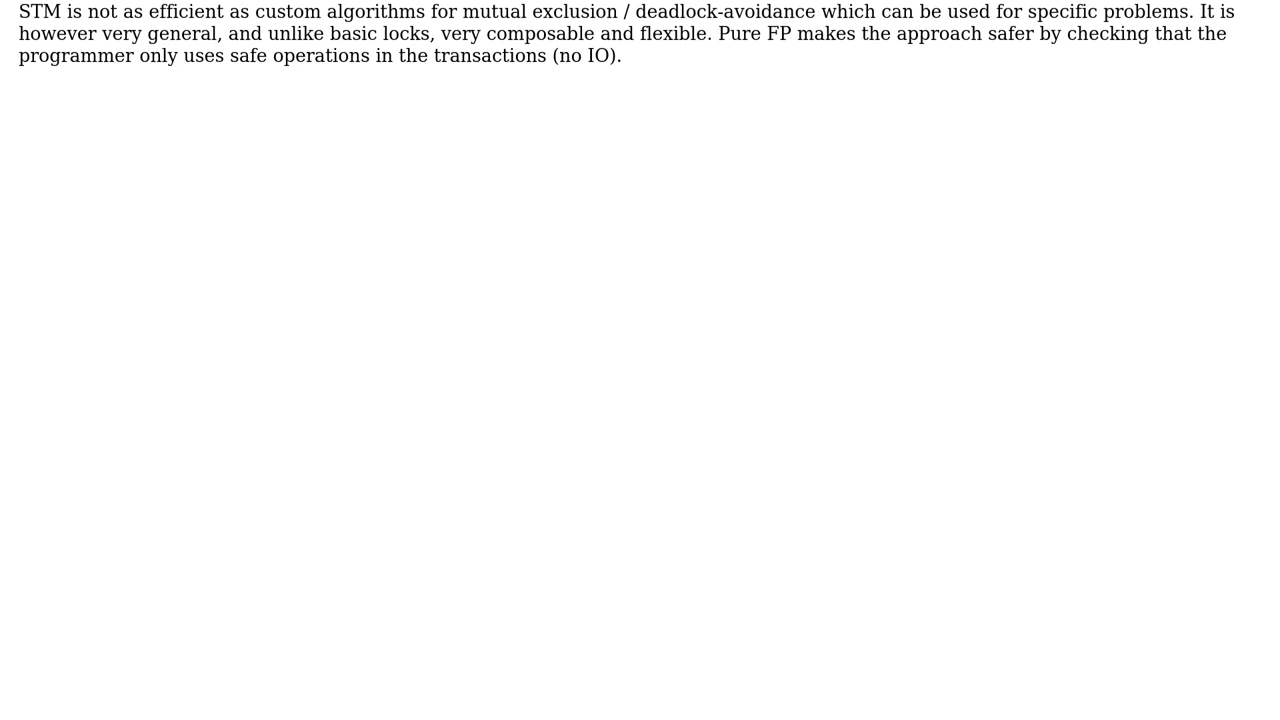 STM is not as efficient as custom algorithms for mutual exclusion / deadlock-avoidance which can be used for specific problems. It is
however very general, and unlike basic locks, very composable and flexible. Pure FP makes the approach safer by checking that the
programmer only uses safe operations in the transactions (no IO).